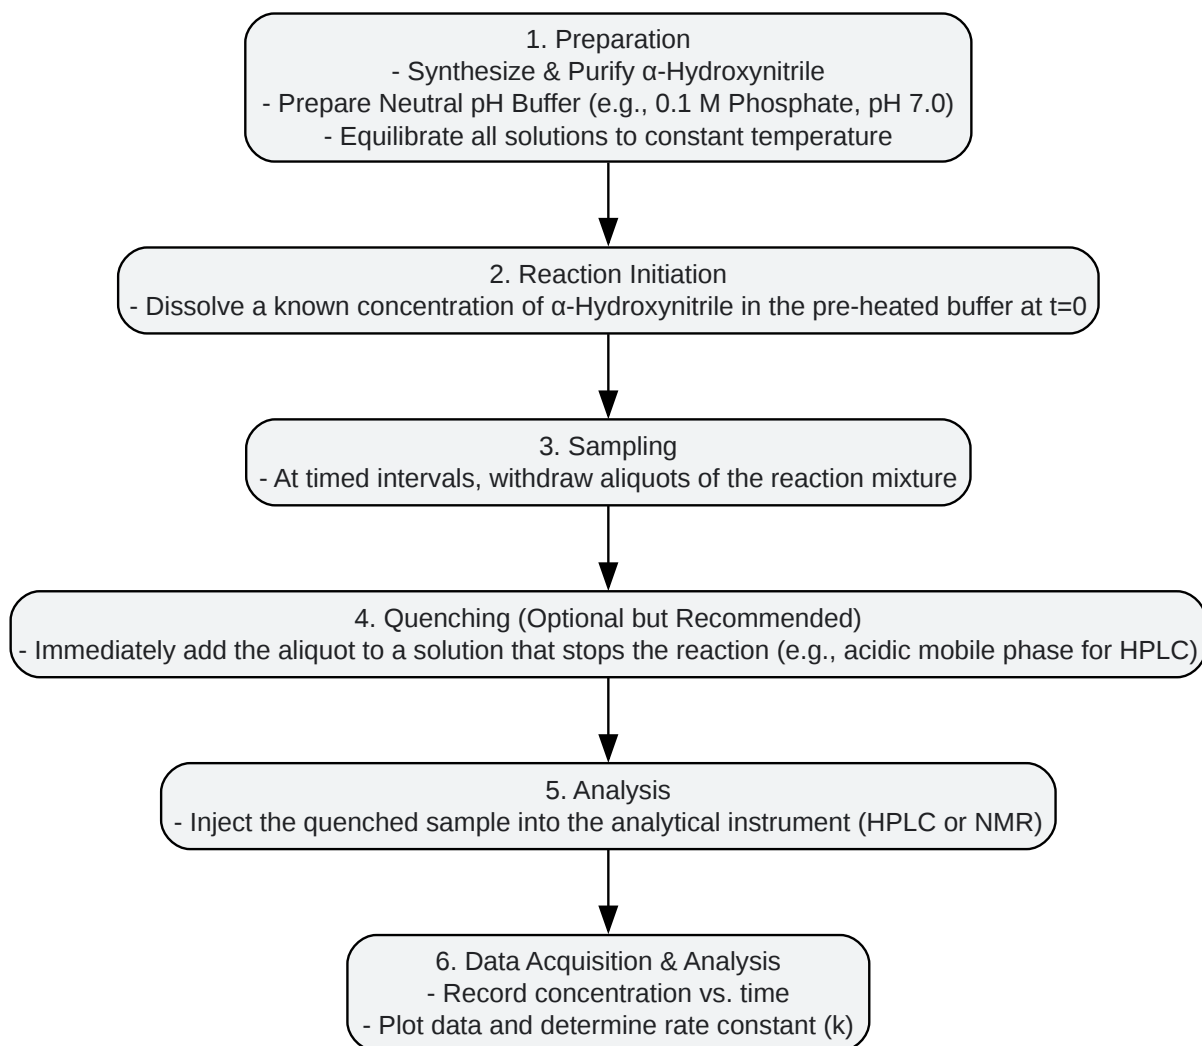 1. Preparation
- Synthesize & Purify α-Hydroxynitrile
- Prepare Neutral pH Buffer (e.g., 0.1 M Phosphate, pH 7.0)
- Equilibrate all solutions to constant temperature
2. Reaction Initiation
- Dissolve a known concentration of α-Hydroxynitrile in the pre-heated buffer at t=0
3. Sampling
- At timed intervals, withdraw aliquots of the reaction mixture
4. Quenching (Optional but Recommended)
- Immediately add the aliquot to a solution that stops the reaction (e.g., acidic mobile phase for HPLC)
5. Analysis
- Inject the quenched sample into the analytical instrument (HPLC or NMR)
6. Data Acquisition & Analysis
- Record concentration vs. time
- Plot data and determine rate constant (k)